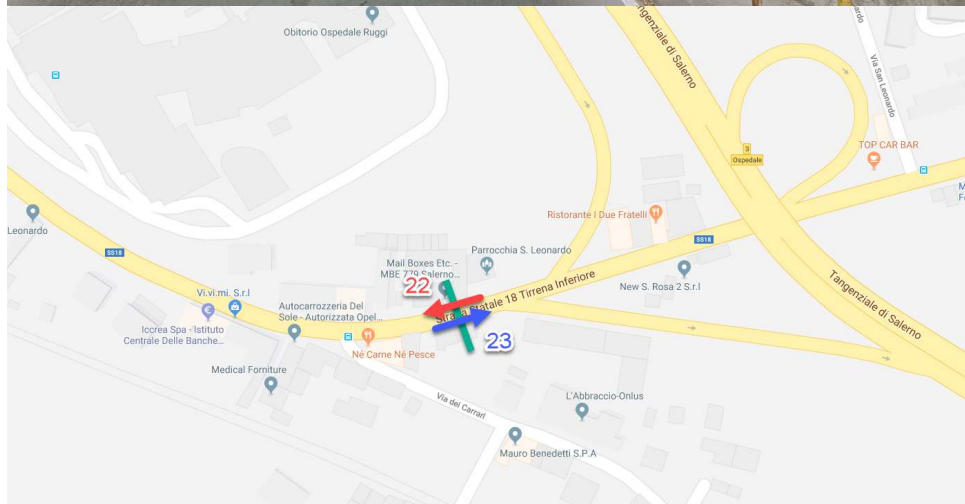 Obitorio Ospedale Ruggi
Tangenziale di Salerno
Via San Leonardo
TOP CAR BAR
3
Ospedale
Ristorante I Due Fratelli
Leonardo
SS18
SS18
Parrocchia S. Leonardo
Mail Boxes Etc. -
MBE 779 Salerno...
22
Strada Statale 18 Tirrena Inferiore
New S. Rosa 2 S.r.l
Tangenziale di Salerno
Vi.vi.mi. S.r.l
Autocarrozzeria Del
Sole - Autorizzata Opel...
Iccrea Spa - Istituto
Centrale Delle Banche...
23
Né Carne Né Pesce
Medical Forniture
L'Abbraccio-Onlus
Via dei Carrari
Mauro Benedetti S.P.A